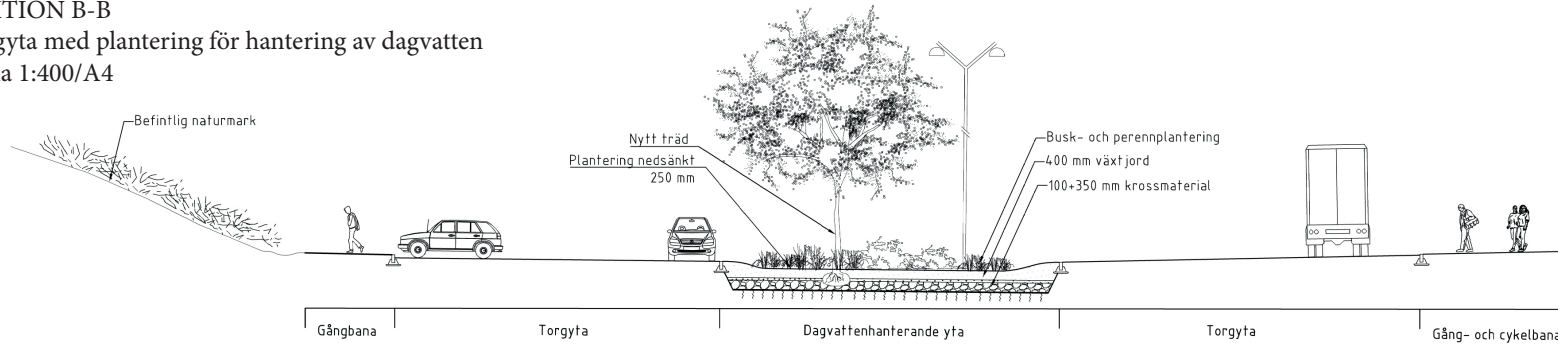 TION B-B
gyta med plantering för hantering av dagvatten
a 1:400/A4
Befintlig naturmark
Nytt träd
Plantering nedsänkt
250 mm
Busk- och perennplantering
400 mm växtjord
100+350 mm krossmaterial
Gångbana
Torgyta
Dagvattenhanterande yta
Torgyta
Gång- och cykelbana